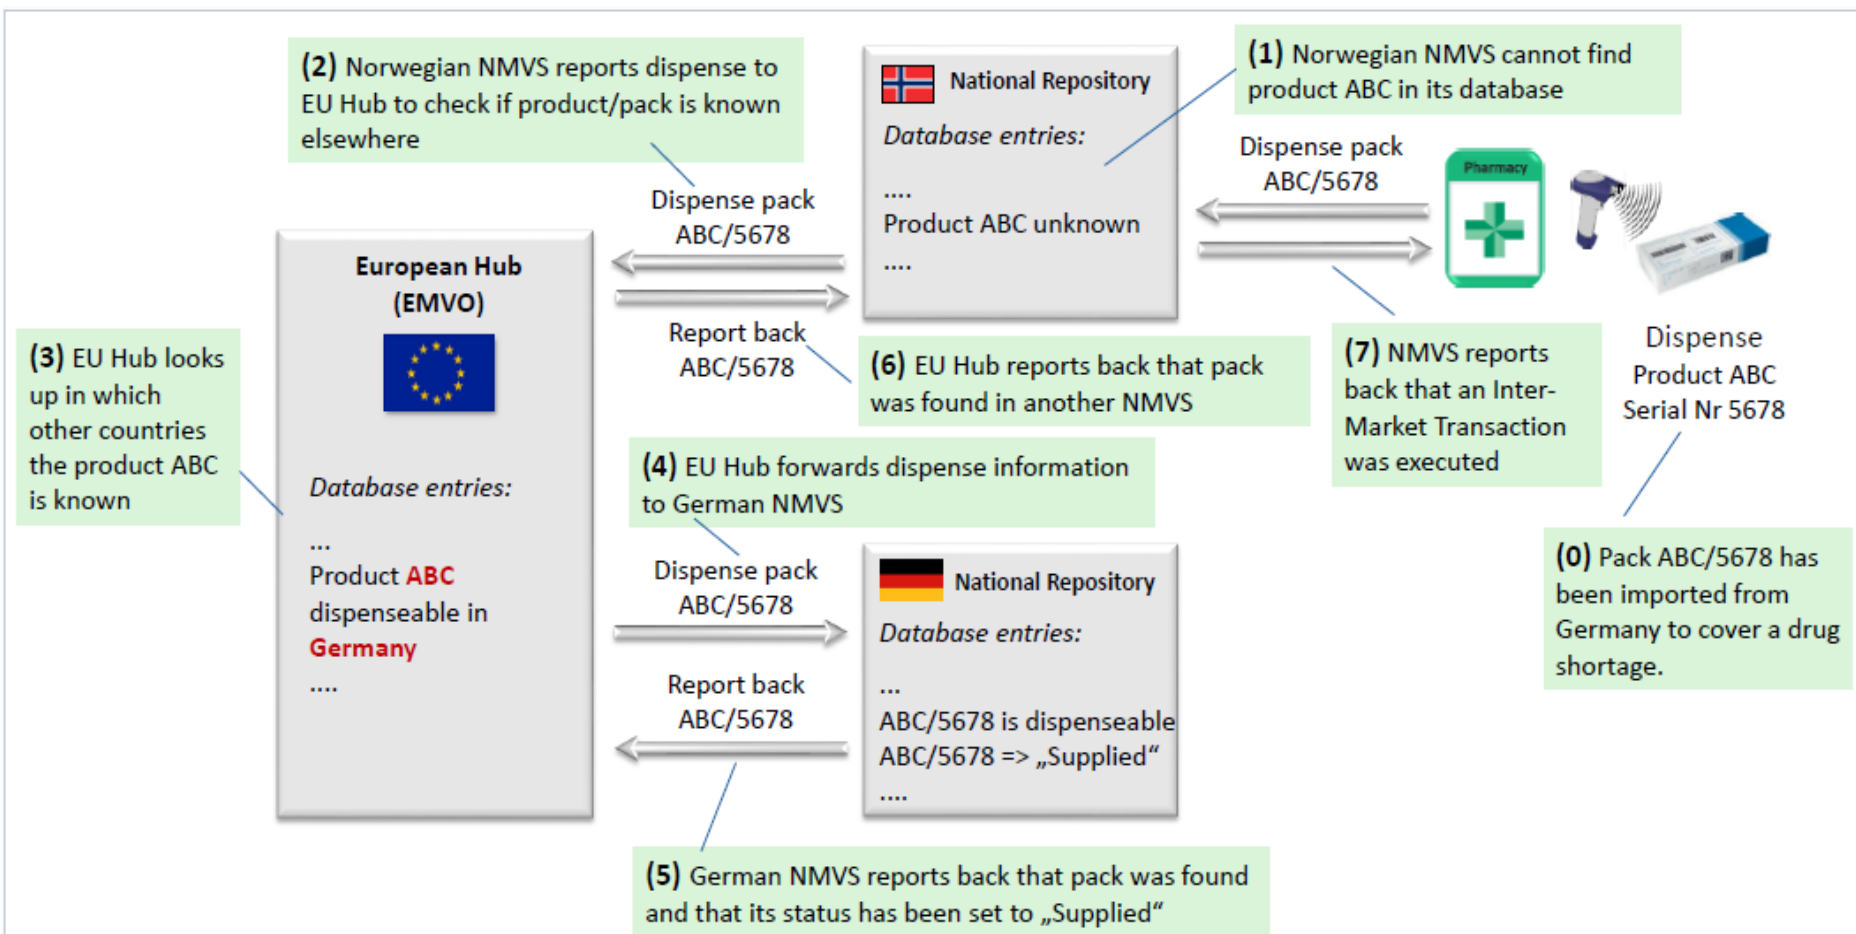 (2) Norwegian NMVS reports dispense to
EU Hub to check if product/pack is known
elsewhere
National Repository
Database entries:
....
Product ABC unknown
....
(1) Norwegian NMVS cannot find
product ABC in its database
Dispense pack
ABC/5678
Pharmacy
Dispense pack
ABC/5678
Report back
ABC/5678
European Hub
(EMVO)
Database entries:
...
Product ABC
dispenseable in
Germany
....
(3) EU Hub looks
up in which
other countries
the product ABC
is known
(6) EU Hub reports back that pack
was found in another NMVS
(7) NMVS reports
back that an Inter-
Market Transaction
was executed
Dispense
Product ABC
Serial Nr 5678
(4) EU Hub forwards dispense information
to German NMVS
Dispense pack
ABC/5678
Report back
ABC/5678
National Repository
Database entries:
...
ABC/5678 is dispenseable
ABC/5678 => „Supplied“
....
(0) Pack ABC/5678 has
been imported from
Germany to cover a drug
shortage.
(5) German NMVS reports back that pack was found
and that its status has been set to „Supplied“